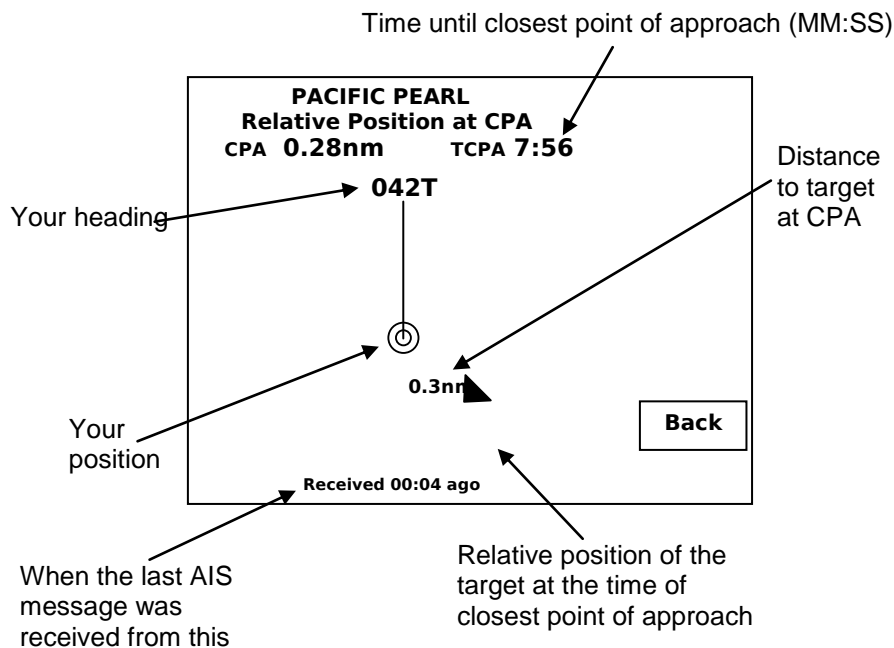 Time until closest point of approach (MM:SS)
PACIFIC PEARL
Relative Position at CPA
CPA 0.28nm TCPA 7:56
Distance
to target
at CPA
042T
Your heading
0.3nm
Back
Your
position
Received 00:04 ago
Relative position of the
target at the time of
closest point of approach
When the last AIS
message was
received from this